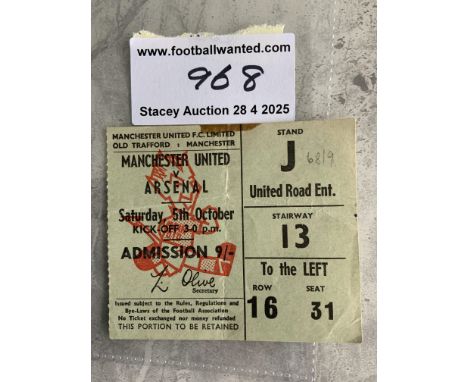 www.footballwanted.com
968
Stacey Auction 28 4 2025
MANCHESTER UNITED F.C. LIMITED
OLD TRAFFORD : MANCHESTER
MANCHESTER UNITED
v
ARSENAL
Saturday, 5th October
KICK-OFF 3-0 p.m.
ADMISSION 9/-
L. Olive
Secretary
Issued subject to the Rules, Regulations and
Bye-Laws of the Football Association
No Ticket exchanged nor money refunded
THIS PORTION TO BE RETAINED
STAND
J
68/9
United Road Ent.
STAIRWAY
13
To the LEFT
ROW SEAT
16 31